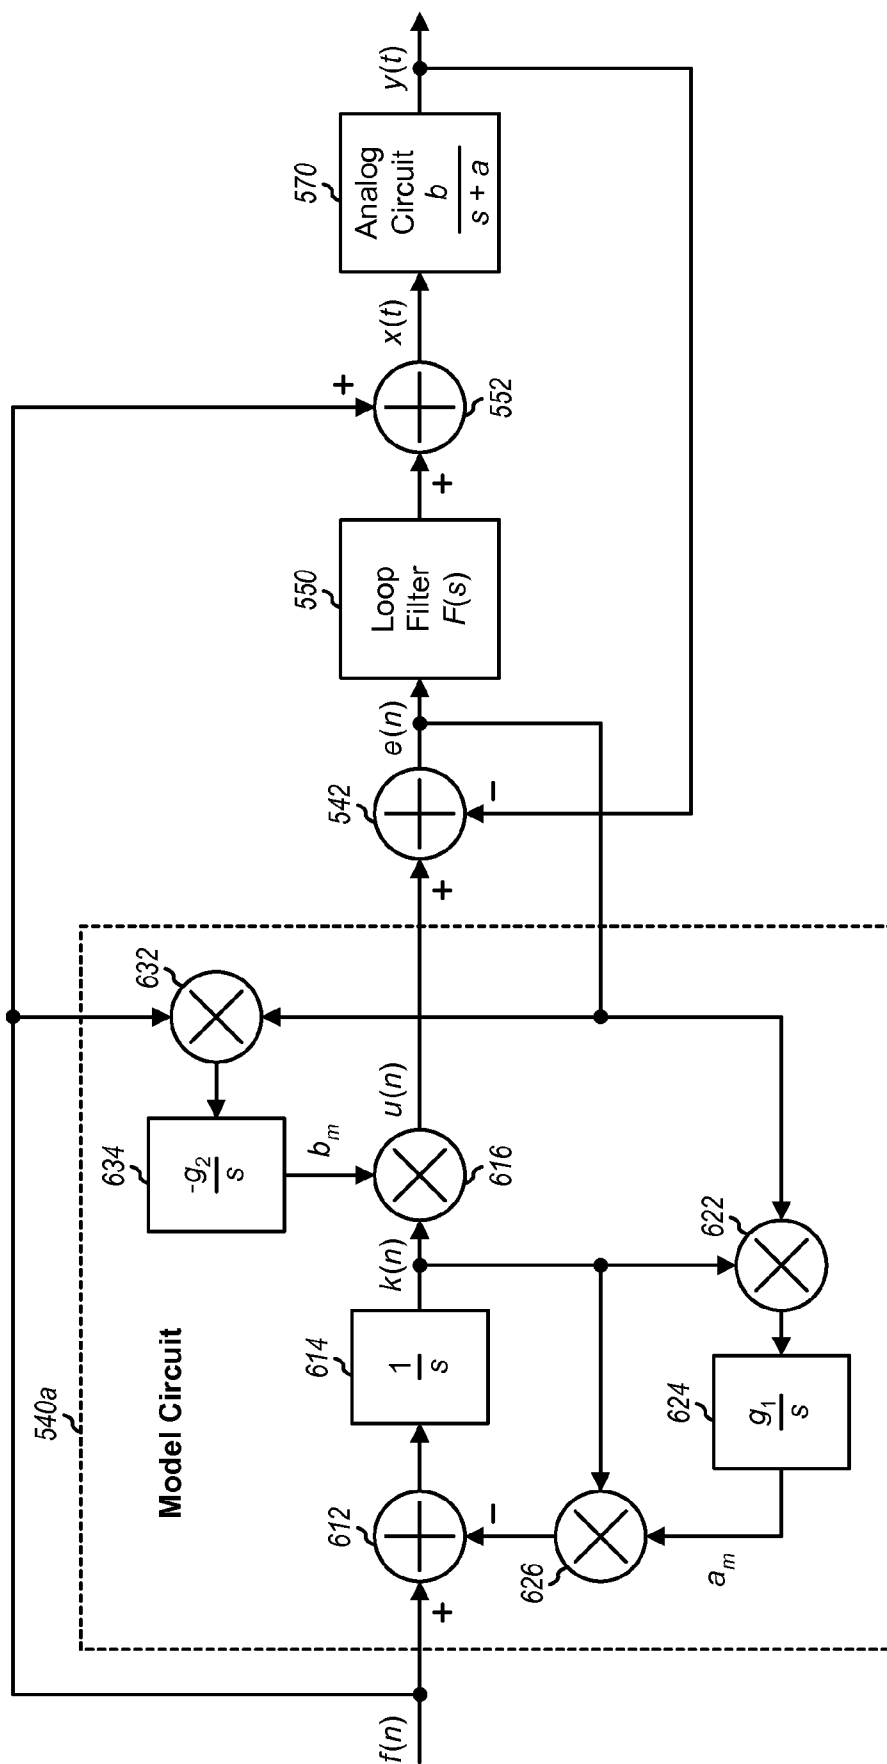 540a
Model Circuit
f(n)
+
612
-
1
s
614
k(n)
616
u(n)
b_m
-g_2
s
634
632
626
a_m
g_1
s
624
622
+
542
-
e(n)
Loop
Filter
F(s)
550
+
+
552
x(t)
Analog
Circuit
b
s + a
570
y(t)